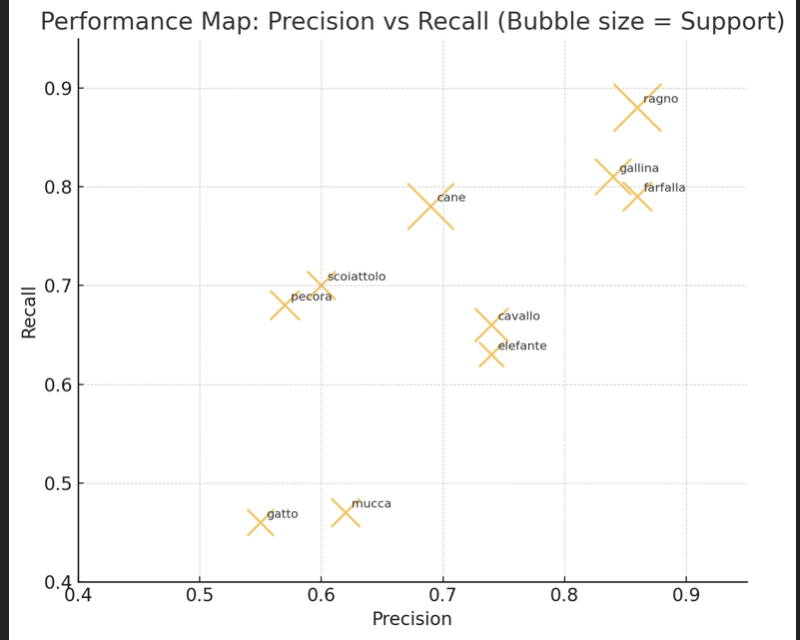 Performance Map: Precision vs Recall (Bubble size = Support)
0.9
ragno
gallina
0.8
farfalla
cane
0.7
scoiattolo
pecora
cavallo
elefante
Recall
0.6
0.5
mucca
gatto
0.4
0.4 0.5 0.6 0.7 0.8 0.9
Precision